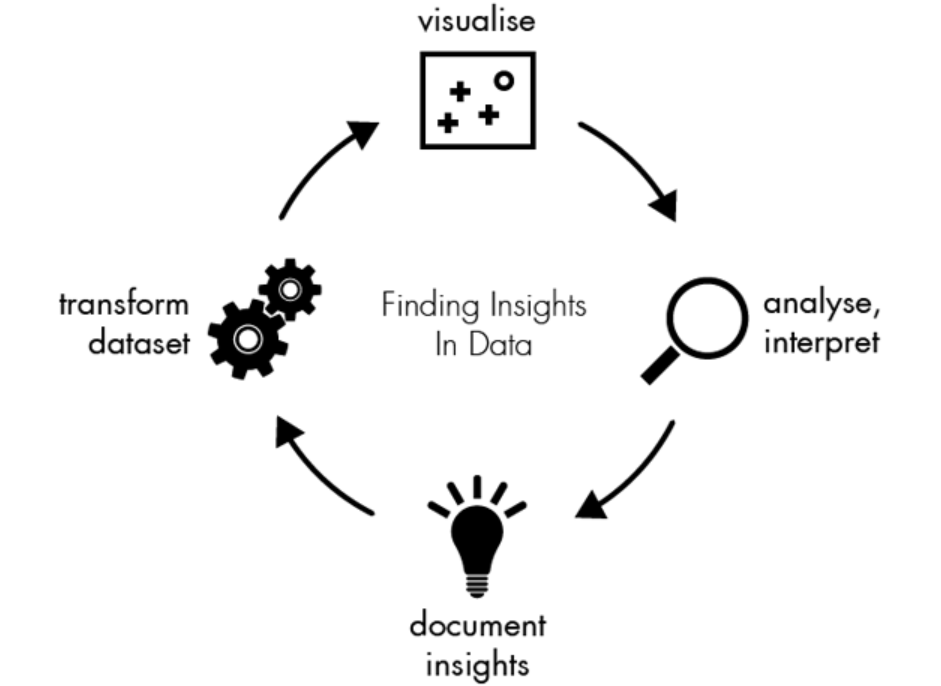 visualise
transform
dataset
Finding Insights
In Data
analyse,
interpret
document
insights